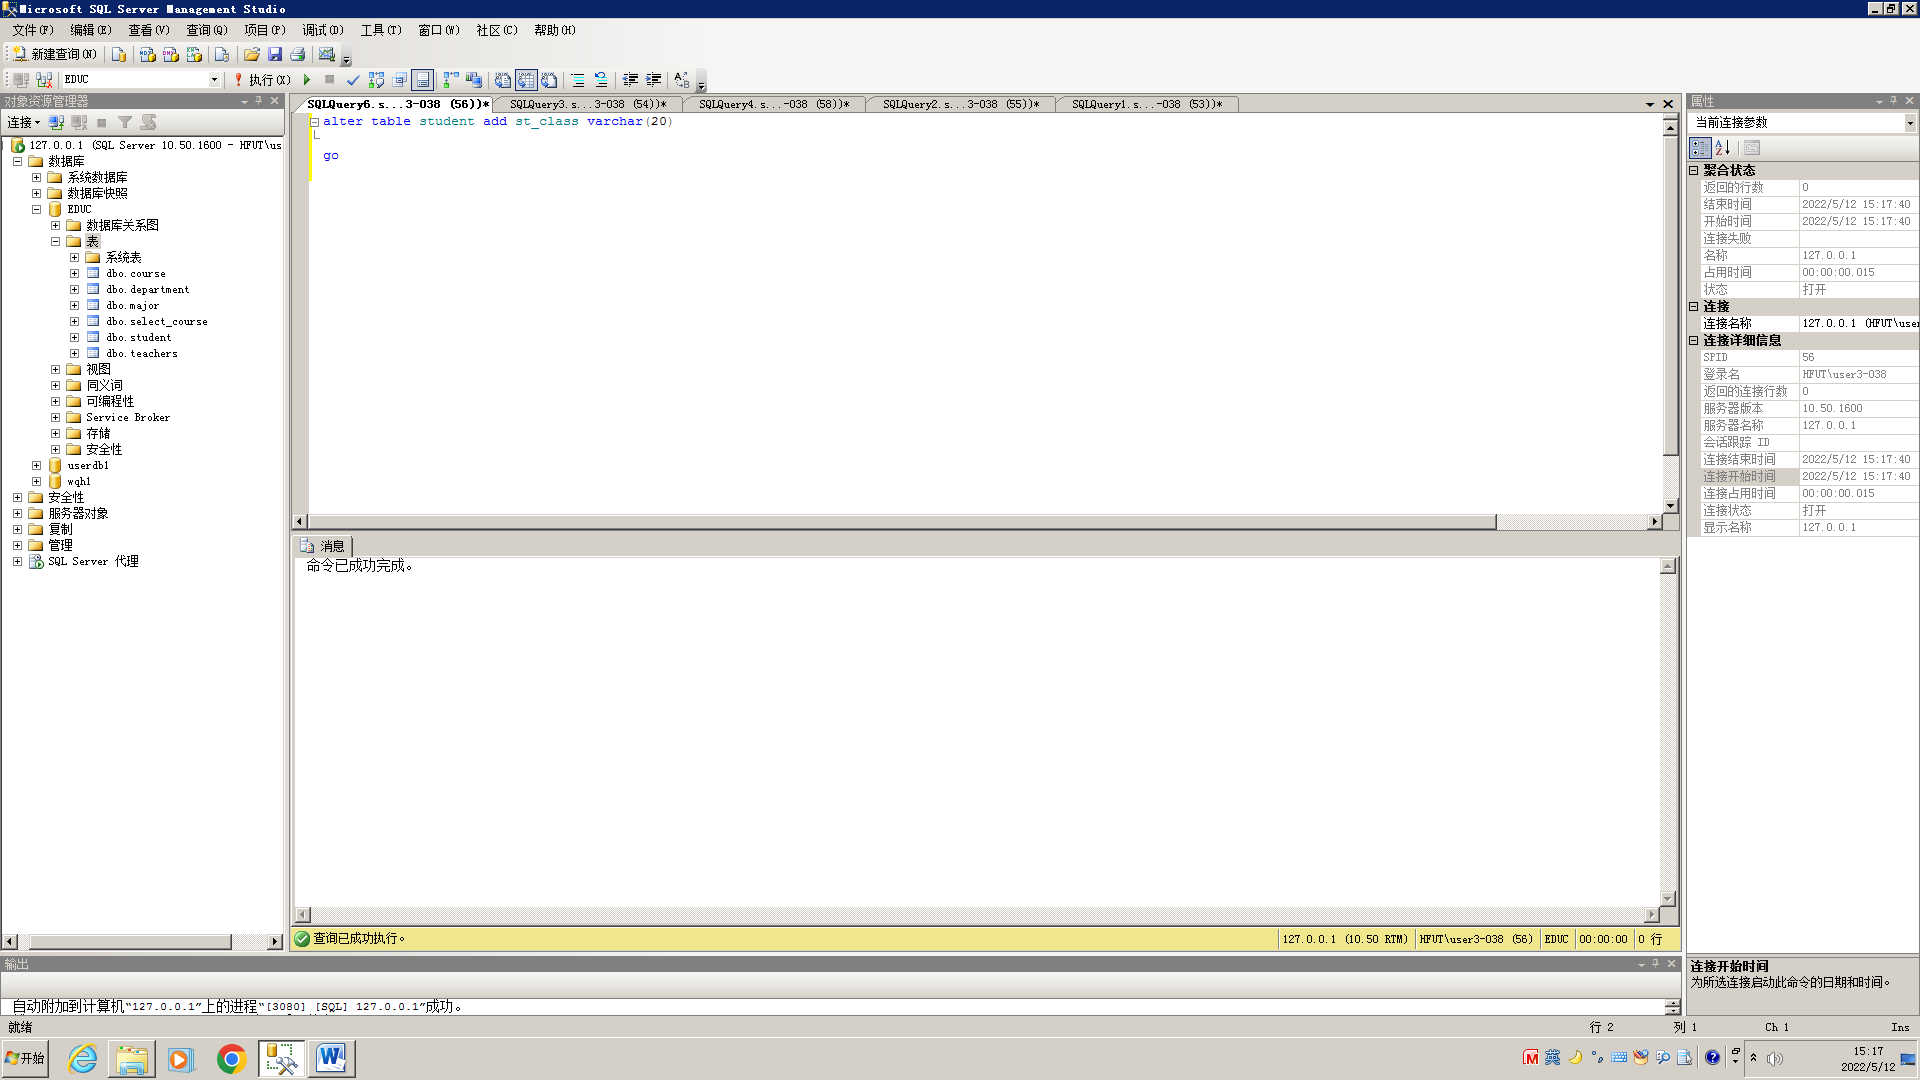 Microsoft SQL Server Management Studio
文件(F) 编辑(E) 查看(V) 查询(Q) 项目(P) 调试(D) 工具(T) 窗口(W) 社区(C) 帮助(H)
新建查询(N)
EDUC 执行(X)
对象资源管理器
连接
127.0.0.1 (SQL Server 10.50.1600 - HFUT\us
数据库
系统数据库
数据库快照
EDUC
数据库关系图
表
系统表
dbo.course
dbo.department
dbo.major
dbo.select_course
dbo.student
dbo.teachers
视图
同义词
可编程性
Service Broker
存储
安全性
userdb1
wqh1
安全性
服务器对象
复制
管理
SQL Server 代理
SQLQuery6.s...3-038 (56))* SQLQuery3.s...3-038 (54))* SQLQuery4.s...-038 (58))* SQLQuery2.s...3-038 (55))* SQLQuery1.s...-038 (53))*
alter table student add st_class varchar(20)
go
消息
命令已成功完成。
查询已成功执行。 127.0.0.1 (10.50 RTM) HFUT\user3-038 (56) EDUC 00:00:00 0 行
属性
当前连接参数
聚合状态
返回的行数 0
结束时间 2022/5/12 15:17:40
开始时间 2022/5/12 15:17:40
连接失败
名称 127.0.0.1
占用时间 00:00:00.015
状态 打开
连接
连接名称 127.0.0.1 (HFUT\user
连接详细信息
SPID 56
登录名 HFUT\user3-038
返回的连接行数 0
服务器版本 10.50.1600
服务器名称 127.0.0.1
会话跟踪 ID
连接结束时间 2022/5/12 15:17:40
连接开始时间 2022/5/12 15:17:40
连接占用时间 00:00:00.015
连接状态 打开
显示名称 127.0.0.1
连接开始时间
为所选连接启动此命令的日期和时间。
输出
自动附加到计算机“127.0.0.1”上的进程“[3080] [SQL] 127.0.0.1”成功。
就绪 行 2 列 1 Ch 1 Ins
开始 英 15:17
2022/5/12